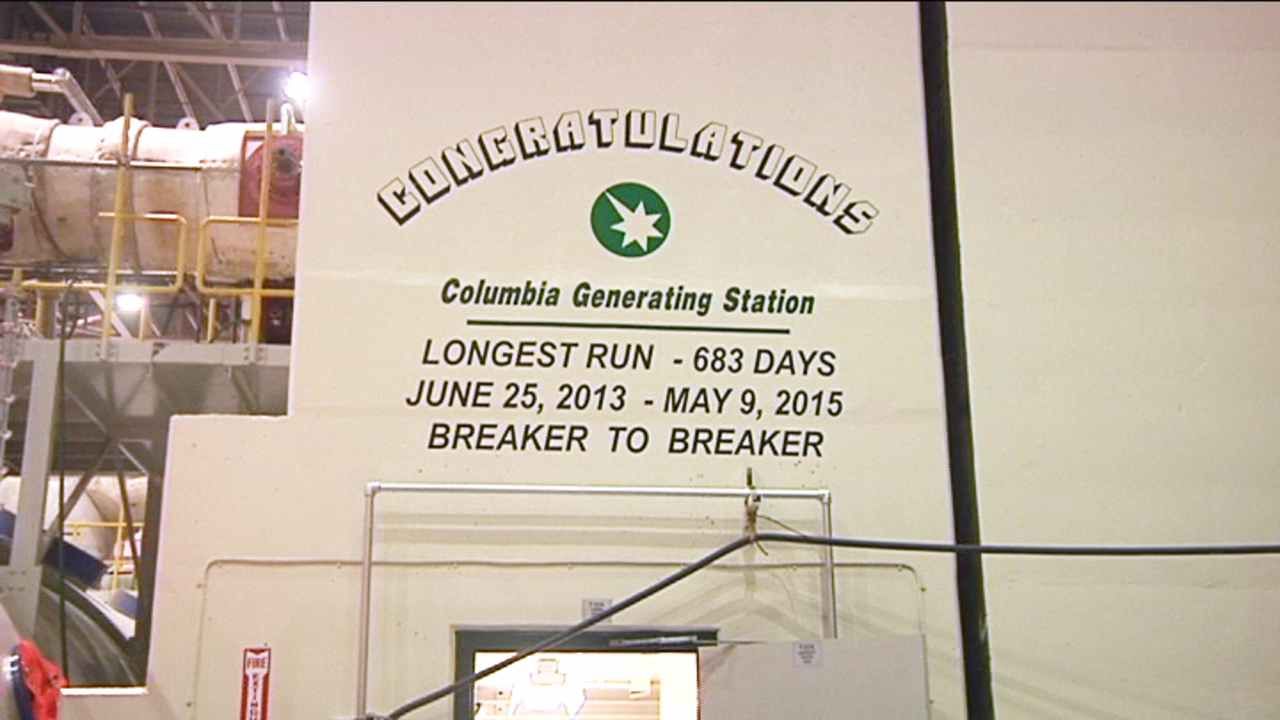 CONGRATULATIONS
Columbia Generating Station
LONGEST RUN - 683 DAYS
JUNE 25, 2013 - MAY 9, 2015
BREAKER TO BREAKER
FIRE